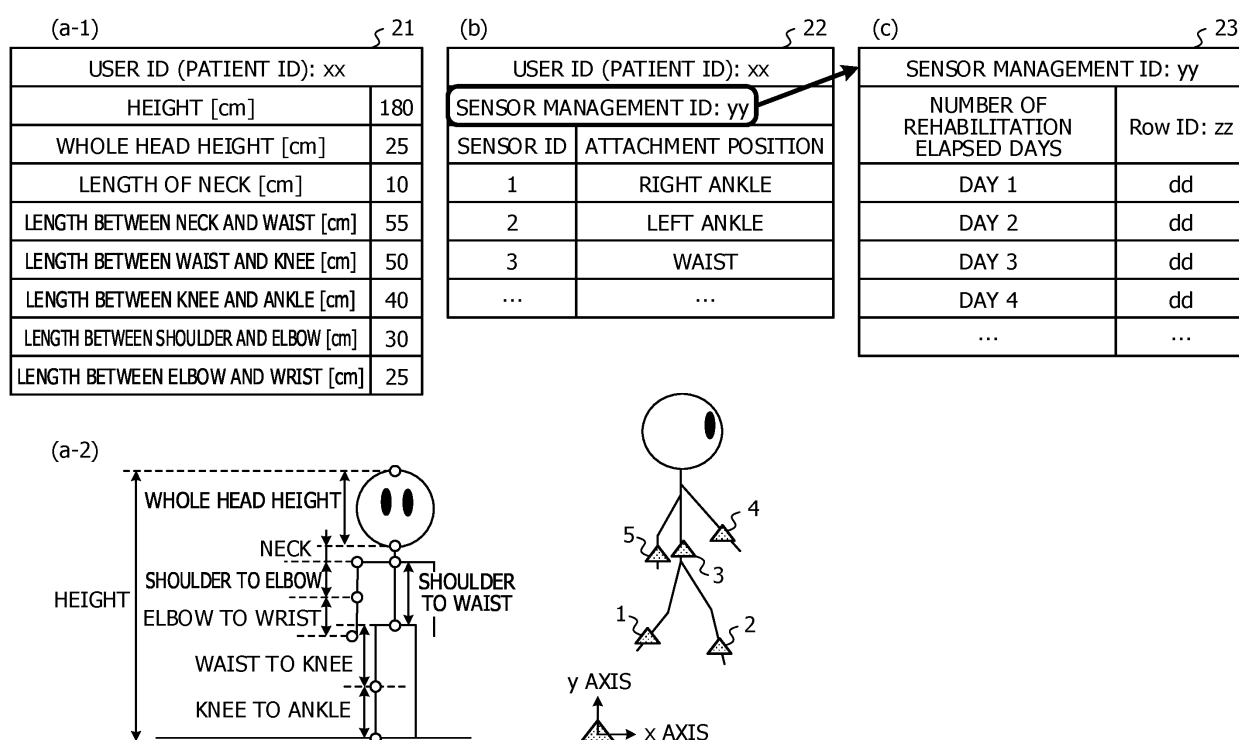 (a-1)
21
USER ID (PATIENT ID): xx
HEIGHT [cm] 180
WHOLE HEAD HEIGHT [cm] 25
LENGTH OF NECK [cm] 10
LENGTH BETWEEN NECK AND WAIST [cm] 55
LENGTH BETWEEN WAIST AND KNEE [cm] 50
LENGTH BETWEEN KNEE AND ANKLE [cm] 40
LENGTH BETWEEN SHOULDER AND ELBOW [cm] 30
LENGTH BETWEEN ELBOW AND WRIST [cm] 25
(b)
22
USER ID (PATIENT ID): xx
SENSOR MANAGEMENT ID: yy
SENSOR ID ATTACHMENT POSITION
1 RIGHT ANKLE
2 LEFT ANKLE
3 WAIST
... ...
(c)
23
SENSOR MANAGEMENT ID: yy
NUMBER OF
REHABILITATION
ELAPSED DAYS
Row ID: zz
DAY 1 dd
DAY 2 dd
DAY 3 dd
DAY 4 dd
... ...
(a-2)
WHOLE HEAD HEIGHT
NECK
SHOULDER TO ELBOW
SHOULDER
TO WAIST
HEIGHT
ELBOW TO WRIST
WAIST TO KNEE
KNEE TO ANKLE
4
5
3
1
2
y AXIS
x AXIS